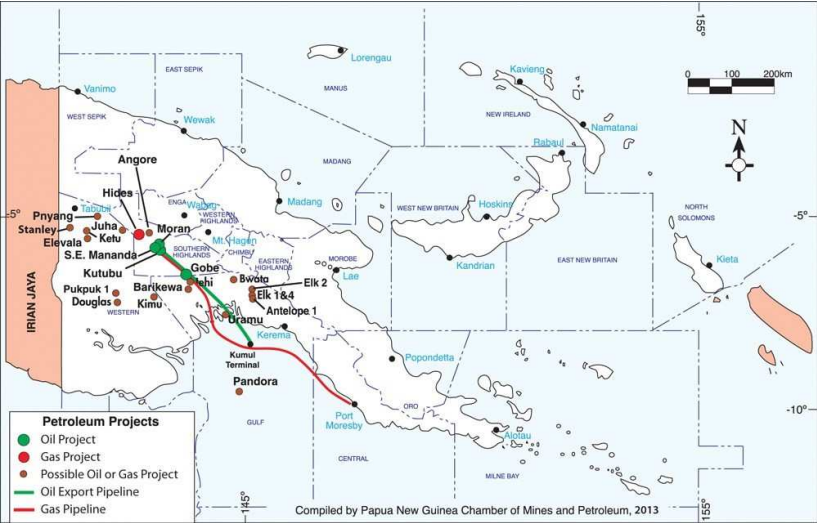 155°
Lorengau
Kavieng
EAST SEPIK
MANUS
Vanimo
0 100 200km
WEST SEPIK
NEW IRELAND
Wewak
Namatanai
N
Rabaul
Angore
MADANG
Hides
Tabubil
ENGA
Wabag
Madang
WEST NEW BRITAIN
Hoskins
NORTH
SOLOMONS
Pnyang
WESTERN
HIGHLANDS
-5°
-5°
Stanley
Juha
Moran
Ketu
Elevala
Mt. Hagen
S.E. Mananda
SOUTHERN
HIGHLANDS
CHIMBU
EASTERN
HIGHLANDS
MOROBE
EAST NEW BRITAIN
Kieta
Kandrian
Kutubu
Gobe
Lae
IRIAN JAYA
Iehi
Bwata
Elk 2
Pukpuk 1
Barikewa
Elk 1&4
Douglas
Kimu
Antelope 1
WESTERN
Uramu
Kerema
Kumul
Terminal
Popondetta
Pandora
ORO
-10°
Port
Moresby
GULF
Alotau
CENTRAL
MILNE BAY
Petroleum Projects
Oil Project
Gas Project
Possible Oil or Gas Project
Oil Export Pipeline
Gas Pipeline
145°
155°
Compiled by Papua New Guinea Chamber of Mines and Petroleum, 2013